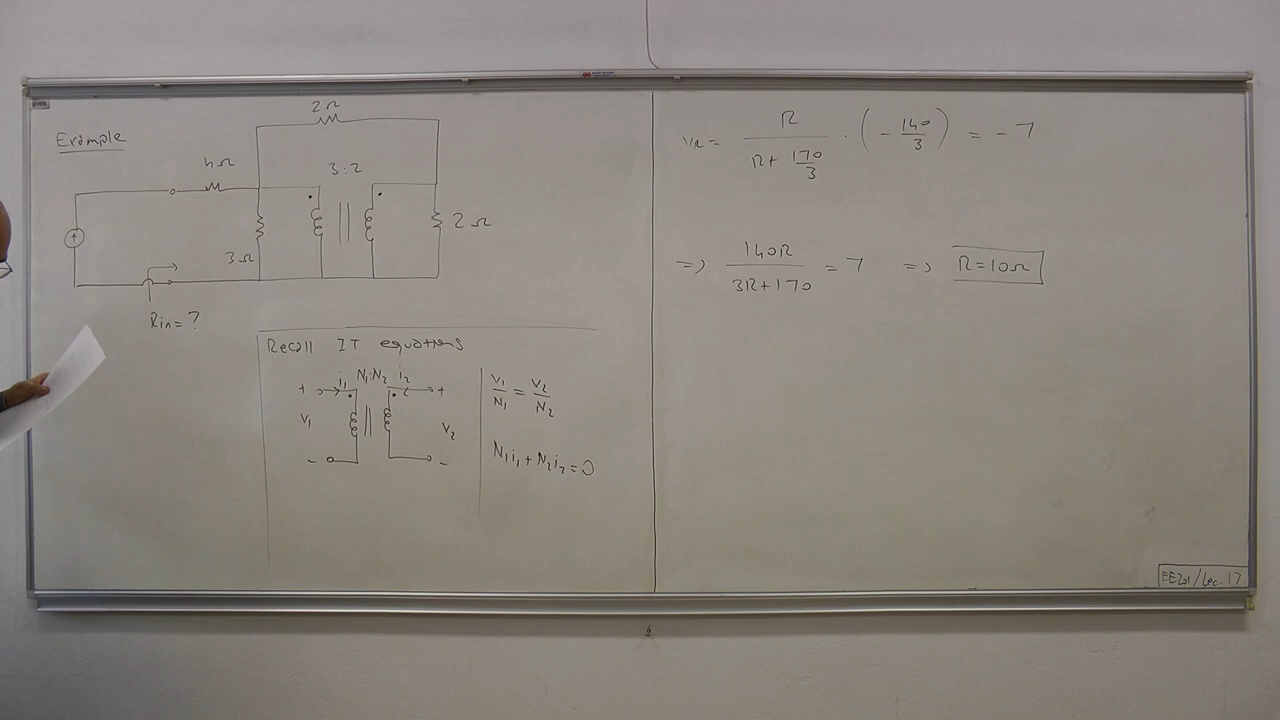 Example
2Ω
4Ω
3:2
3Ω
2Ω
Rin = ?
Recall IT equations
+ i₁ N₁:N₂ i₂ +
V₁ V₂
- -
V₁/N₁ = V₂/N₂
N₁i₁ + N₂i₂ = 0
VR = R/(R + 170/3) · (-140/3) = -7
=> 140R/(3R+170) = 7 => R=10Ω
EE201/Lec. 17